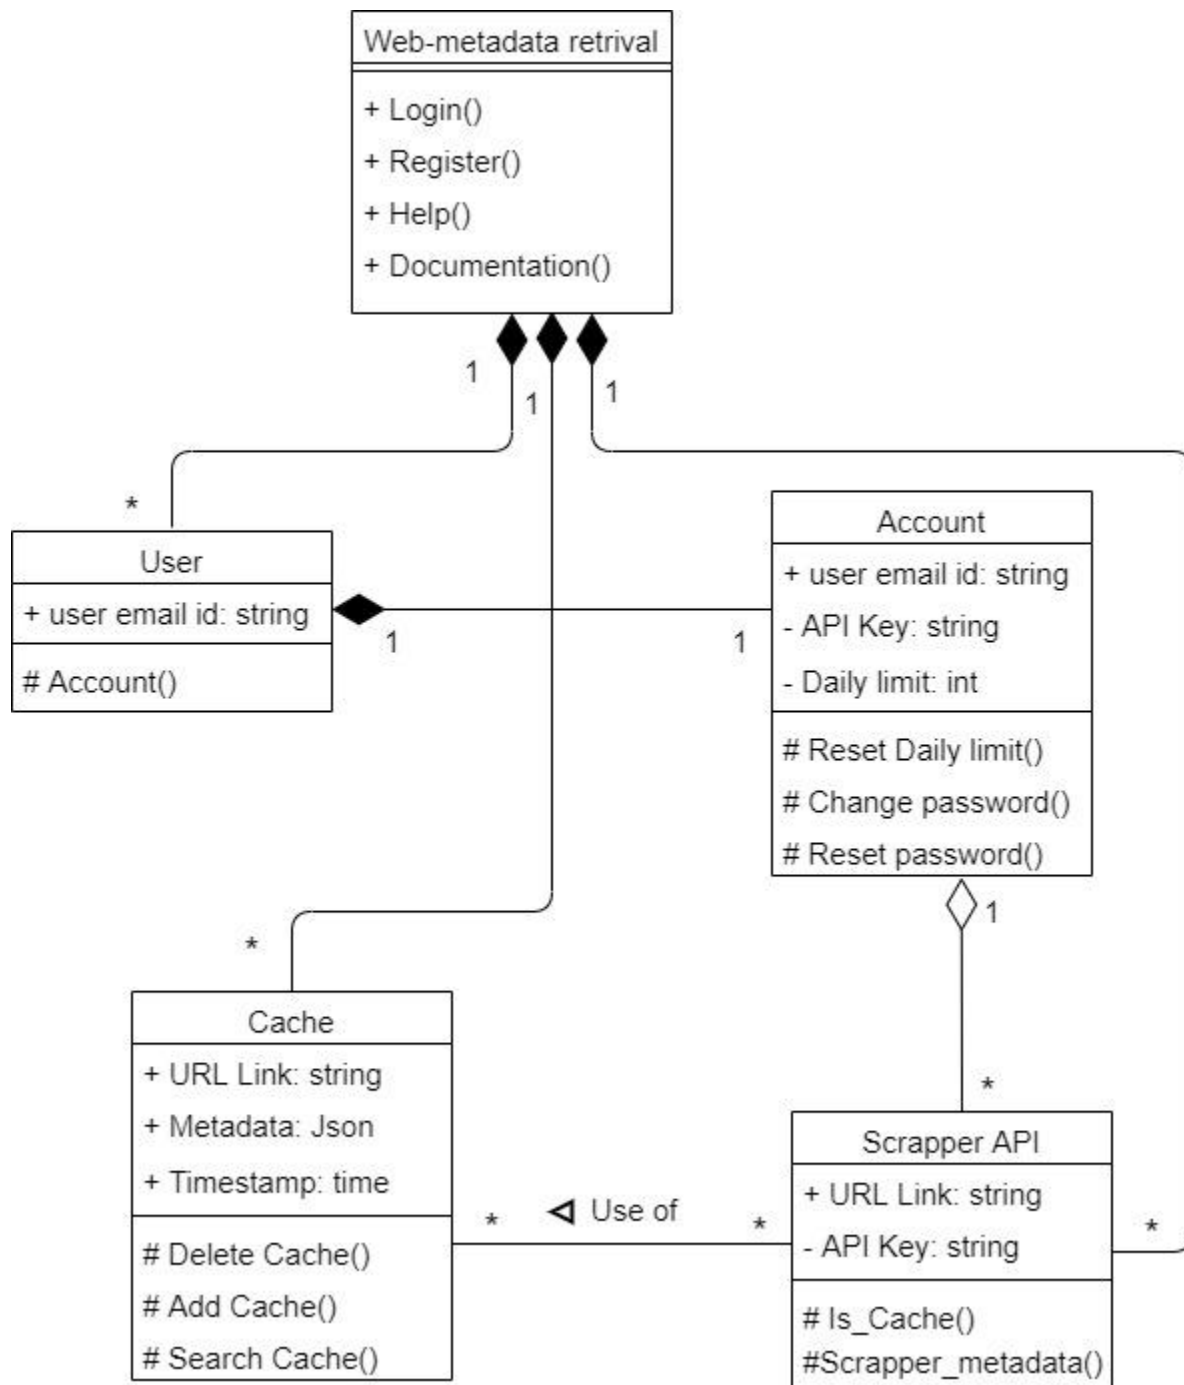 Web-metadata retrival
+ Login()
+ Register()
+ Help()
+ Documentation()
1
1
1
*
User
+ user email id: string
# Account()
1
1
Account
+ user email id: string
- API Key: string
- Daily limit: int
# Reset Daily limit()
# Change password()
# Reset password()
1
*
*
Cache
+ URL Link: string
+ Metadata: Json
+ Timestamp: time
# Delete Cache()
# Add Cache()
# Search Cache()
*
Use of
*
Scrapper API
+ URL Link: string
- API Key: string
# Is_Cache()
#Scrapper_metadata()
*